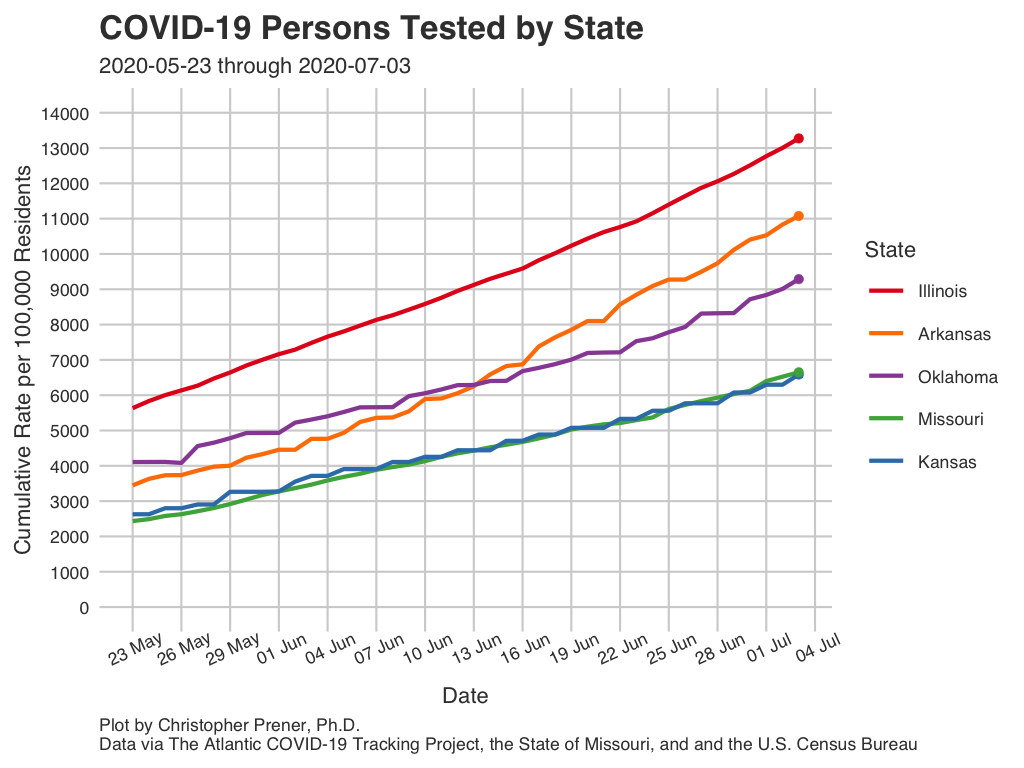 COVID-19 Persons Tested by State
2020-05-23 through 2020-07-03
Cumulative Rate per 100,000 Residents
14000
13000
12000
11000
10000
9000
8000
7000
6000
5000
4000
3000
2000
1000
0
23 May
26 May
29 May
01 Jun
04 Jun
07 Jun
10 Jun
13 Jun
16 Jun
19 Jun
22 Jun
25 Jun
28 Jun
01 Jul
04 Jul
Date
State
Illinois
Arkansas
Oklahoma
Missouri
Kansas
Plot by Christopher Prener, Ph.D.
Data via The Atlantic COVID-19 Tracking Project, the State of Missouri, and and the U.S. Census Bureau